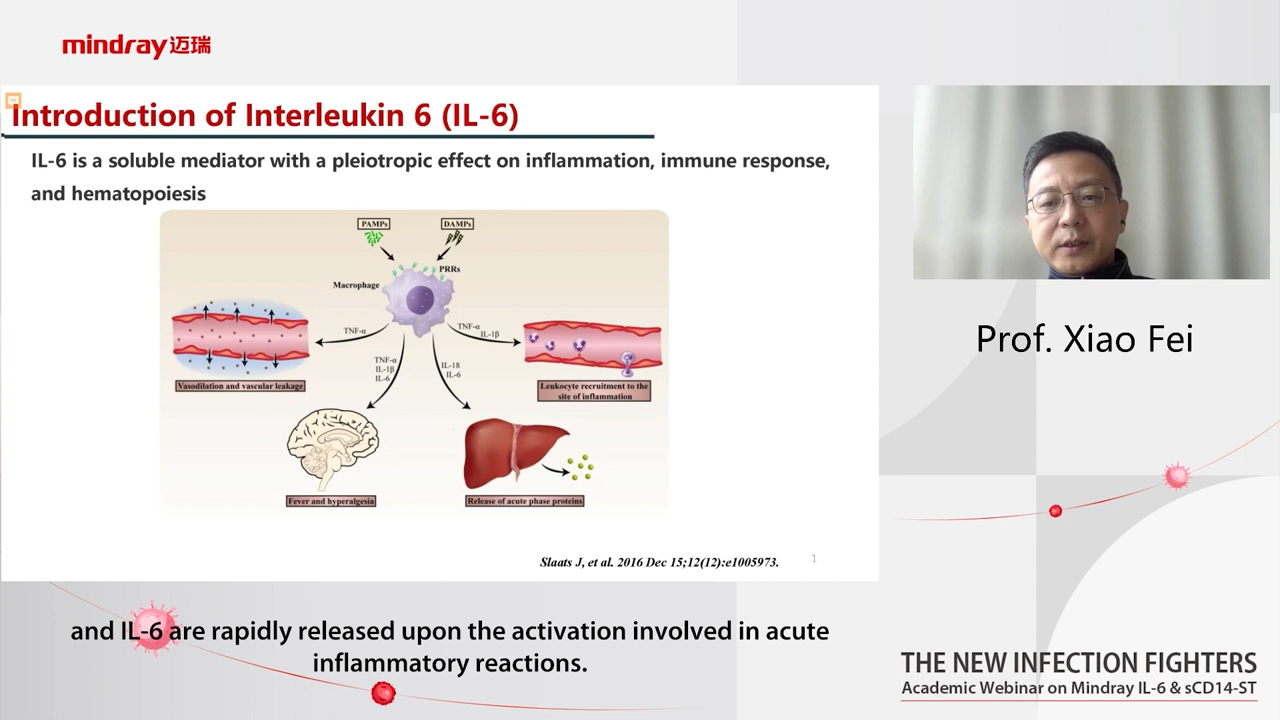 mindray迈瑞
Introduction of Interleukin 6 (IL-6)
IL-6 is a soluble mediator with a pleiotropic effect on inflammation, immune response,
and hematopoiesis
PAMPs
DAMPs
PRRs
Macrophage
TNF-α
TNF-α
IL-1β
TNF-α
IL-1β
IL-6
IL-18
IL-6
Vasodilation and vascular leakage
Leukocyte recruitment to the
site of inflammation
Fever and hyperalgesia
Release of acute phase proteins
Slaats J, et al. 2016 Dec 15;12(12):e1005973.
1
Prof. Xiao Fei
and IL-6 are rapidly released upon the activation involved in acute
inflammatory reactions.
THE NEW INFECTION FIGHTERS
Academic Webinar on Mindray IL-6 & sCD14-ST